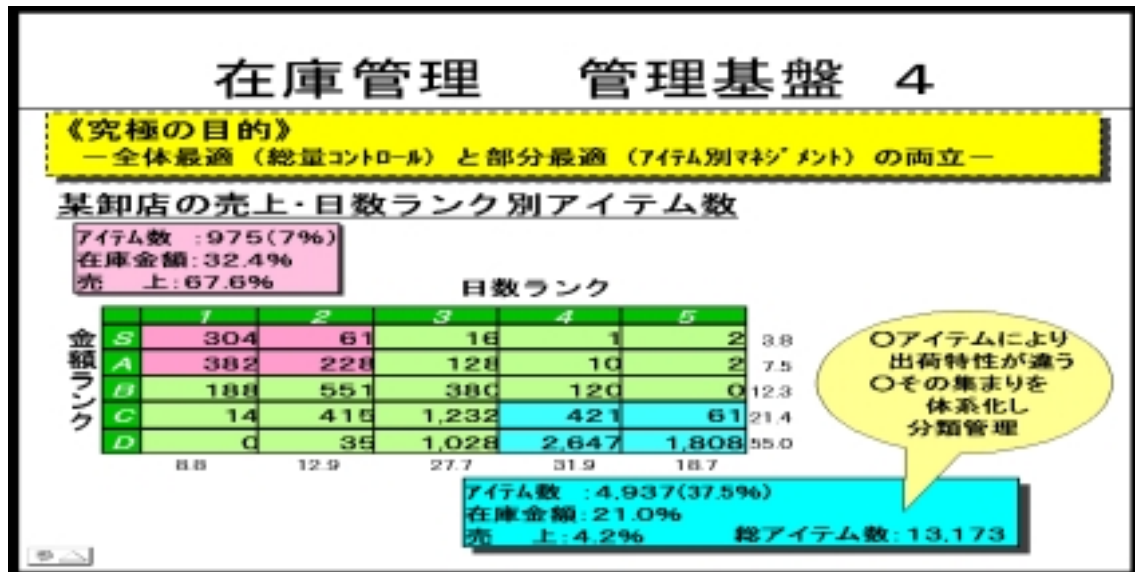 在庫管理　管理基盤 4
《究極の目的》
－全体最適（総量コントロール）と部分最適（アイテム別マネジメント）の両立－
某卸店の売上・日数ランク別アイテム数
アイテム数 :975(7%)
在庫金額:32.4%
売　上:67.6%
日数ランク
金額ランク
1 2 3 4 5
S 304 61 16 1 2 3.8
A 382 228 128 10 2 7.5
B 188 551 380 120 0 12.3
C 14 415 1,232 421 61 21.4
D 0 35 1,028 2,647 1,808 55.0
8.8 12.9 27.7 31.9 18.7
○アイテムにより
出荷特性が違う
○その集まりを
体系化し
分類管理
アイテム数 :4,937(37.5%)
在庫金額:21.0%
売　上:4.2%　総アイテム数:13,173